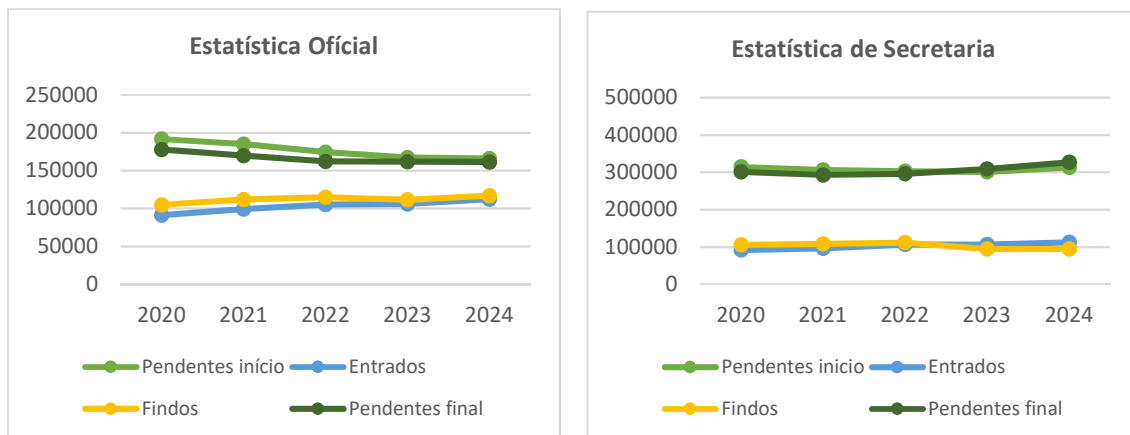 Estatística Ofícial
250000
200000
150000
100000
50000
0
2020 2021 2022 2023 2024
Pendentes início Entrados
Findos Pendentes final
Estatística de Secretaria
500000
400000
300000
200000
100000
0
2020 2021 2022 2023 2024
Pendentes inicio Entrados
Findos Pendentes final